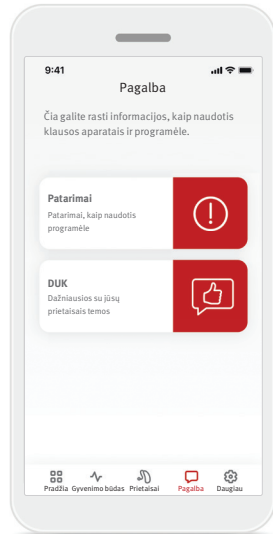 9:41
Pagalba
Čia galite rasti informacijos, kaip naudotis
klausos aparatais ir programėle.
Patarimai
Patarimai, kaip naudotis
programėle
DUK
Dažniausios su jūsų
prietaisais temos
Pradžia Gyvenimo būdas Prietaisai Pagalba Daugiau